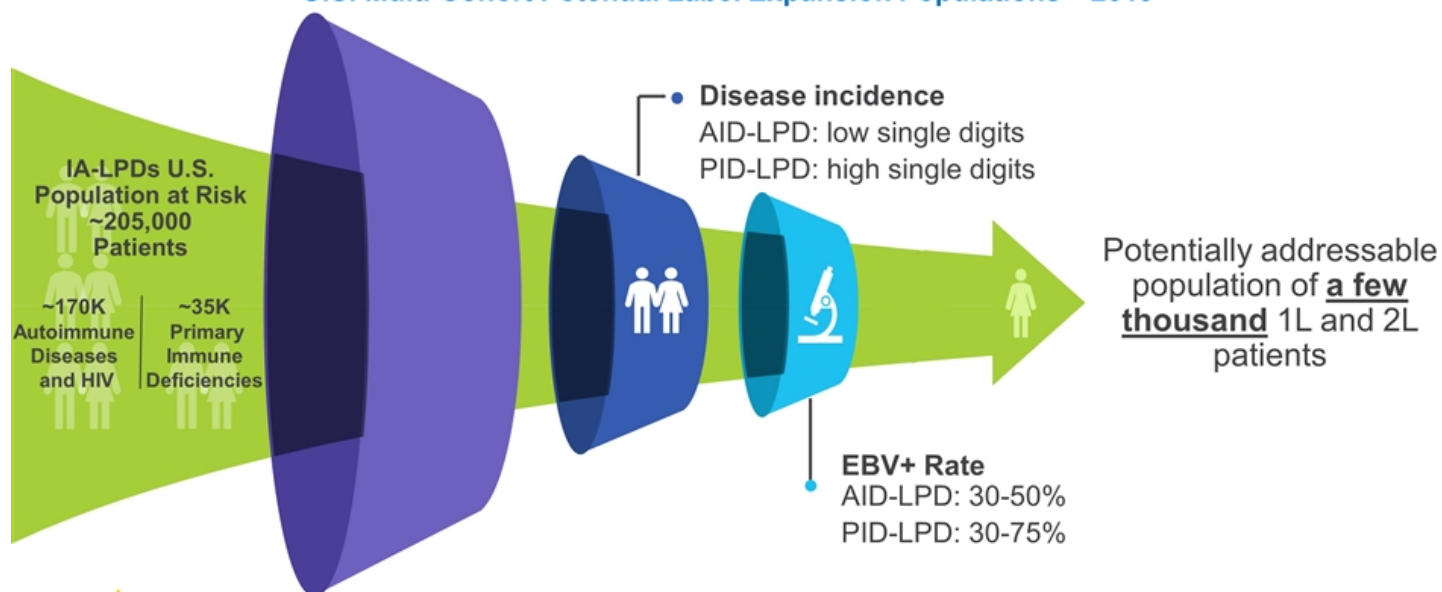 IA-LPDs U.S.
Population at Risk
~205,000
Patients
~170K
Autoimmune
Diseases
and HIV
~35K
Primary
Immune
Deficiencies
Disease incidence
AID-LPD: low single digits
PID-LPD: high single digits
EBV+ Rate
AID-LPD: 30-50%
PID-LPD: 30-75%
Potentially addressable
population of a few
thousand 1L and 2L
patients